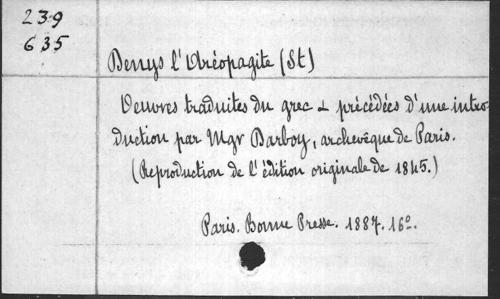 239
635
Denys l'Aréopagite (St)
Oeuvres traduites du grec & précédées d'une intro-
duction par Mgr Darboy, archevêque de Paris.
(Reproduction de l'édition originale de 1845.)
Paris. Bonne Presse. 1887. 16º.